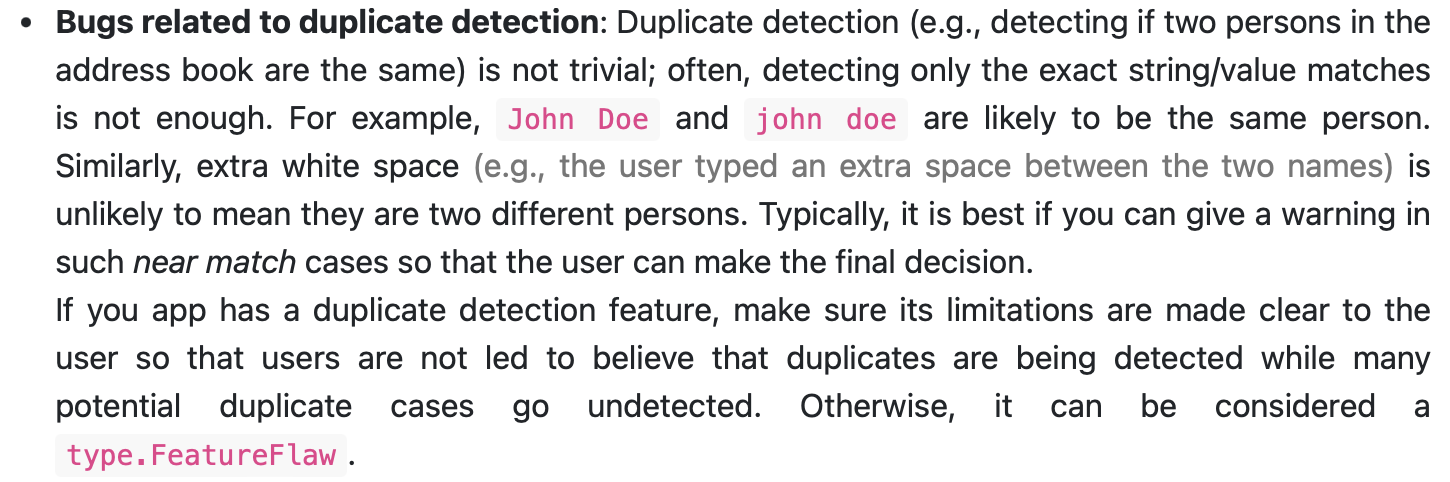 • Bugs related to duplicate detection: Duplicate detection (e.g., detecting if two persons in the
address book are the same) is not trivial; often, detecting only the exact string/value matches
is not enough. For example, John Doe and john doe are likely to be the same person.
Similarly, extra white space (e.g., the user typed an extra space between the two names) is
unlikely to mean they are two different persons. Typically, it is best if you can give a warning in
such near match cases so that the user can make the final decision.
If you app has a duplicate detection feature, make sure its limitations are made clear to the
user so that users are not led to believe that duplicates are being detected while many
potential duplicate cases go undetected. Otherwise, it can be considered a
type.FeatureFlaw.